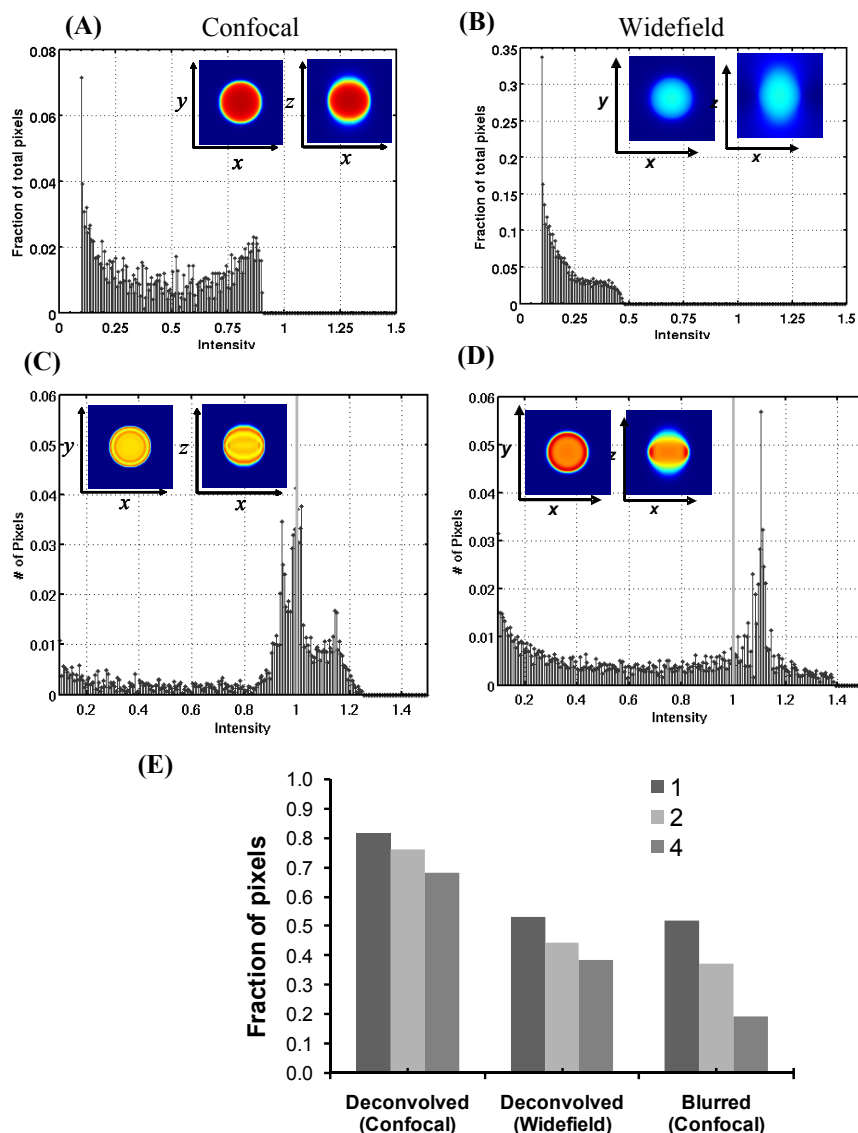 (A) Confocal
(B) Widefield
0.08
0.06
0.04
0.02
0
Fraction of total pixels
y
x
z
x
0 0.25 0.5 0.75 1 1.25 1.5
Intensity
0.35
0.30
0.25
0.20
0.15
0.10
0.05
0
Fraction of total pixels
y
x
z
x
0 0.25 0.5 0.75 1 1.25 1.5
Intensity
(C)
0.06
0.05
0.04
0.03
0.02
0.01
0
# of Pixels
y
x
z
x
0.2 0.4 0.6 0.8 1 1.2 1.4
Intensity
(D)
0.06
0.05
0.04
0.03
0.02
0.01
0
# of Pixels
y
x
z
x
0.2 0.4 0.6 0.8 1 1.2 1.4
Intensity
(E)
1.0
0.9
0.8
0.7
0.6
0.5
0.4
0.3
0.2
0.1
0.0
Fraction of pixels
1
2
4
Deconvolved
(Confocal)
Deconvolved
(Widefield)
Blurred
(Confocal)